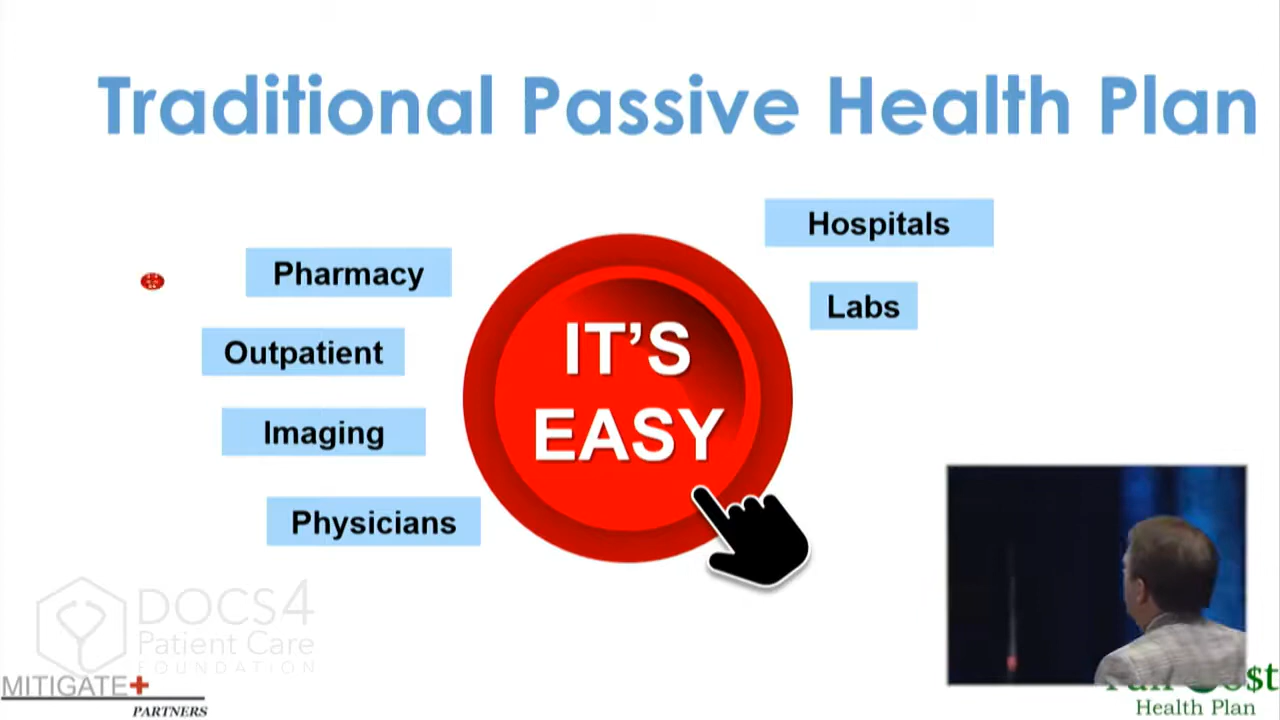 Traditional Passive Health Plan
Hospitals
Pharmacy
Labs
IT'S
EASY
Outpatient
Imaging
Physicians
DOCS4
Patient Care
FOUNDATION
MITIGATE+
PARTNERS
Health Plan